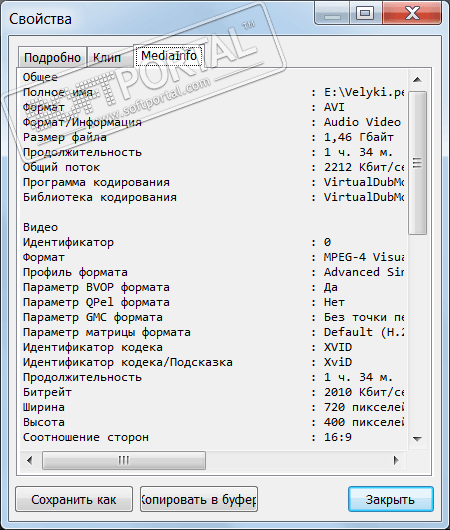 Свойства
Подробно Клип MediaInfo
SOFTPORTAL™
www.softportal.com
Общее
Полное имя : E:\Velyki.pe
Формат : AVI
Формат/Информация : Audio Video
Размер файла : 1,46 Гбайт
Продолжительность : 1 ч. 34 м.
Общий поток : 2212 Кбит/се
Программа кодирования : VirtualDubMo
Библиотека кодирования : VirtualDubMo
Видео
Идентификатор : 0
Формат : MPEG-4 Visua
Профиль формата : Advanced Sim
Параметр BVOP формата : Да
Параметр QPel формата : Нет
Параметр GMC формата : Без точки пе
Параметр матрицы формата : Default (H.2
Идентификатор кодека : XVID
Идентификатор кодека/Подсказка : XviD
Продолжительность : 1 ч. 34 м.
Битрейт : 2010 Кбит/се
Ширина : 720 пикселей
Высота : 400 пикселей
Соотношение сторон : 16:9
Сохранить как Копировать в буфер Закрыть